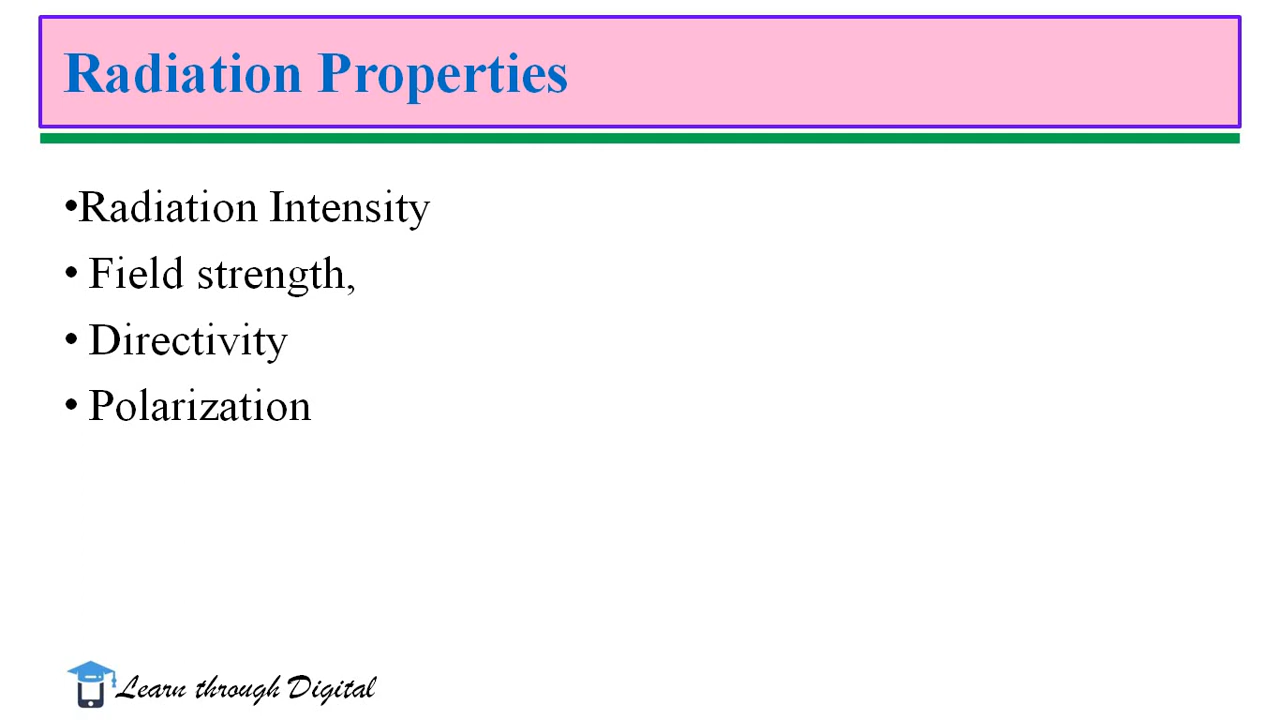 Radiation Properties
•Radiation Intensity
• Field strength,
• Directivity
• Polarization
Learn through Digital